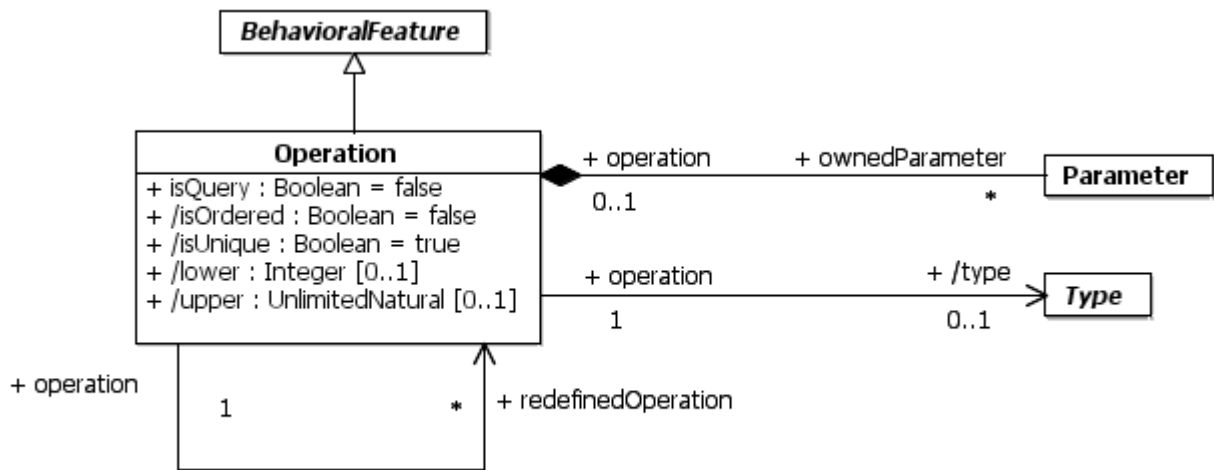 BehavioralFeature
Operation
+ isQuery : Boolean = false
+ /isOrdered : Boolean = false
+ /isUnique : Boolean = true
+ /lower : Integer [0..1]
+ /upper : UnlimitedNatural [0..1]
+ operation
+ ownedParameter
0..1
*
Parameter
+ operation
+ /type
1
0..1
Type
+ operation
1
*
+ redefinedOperation